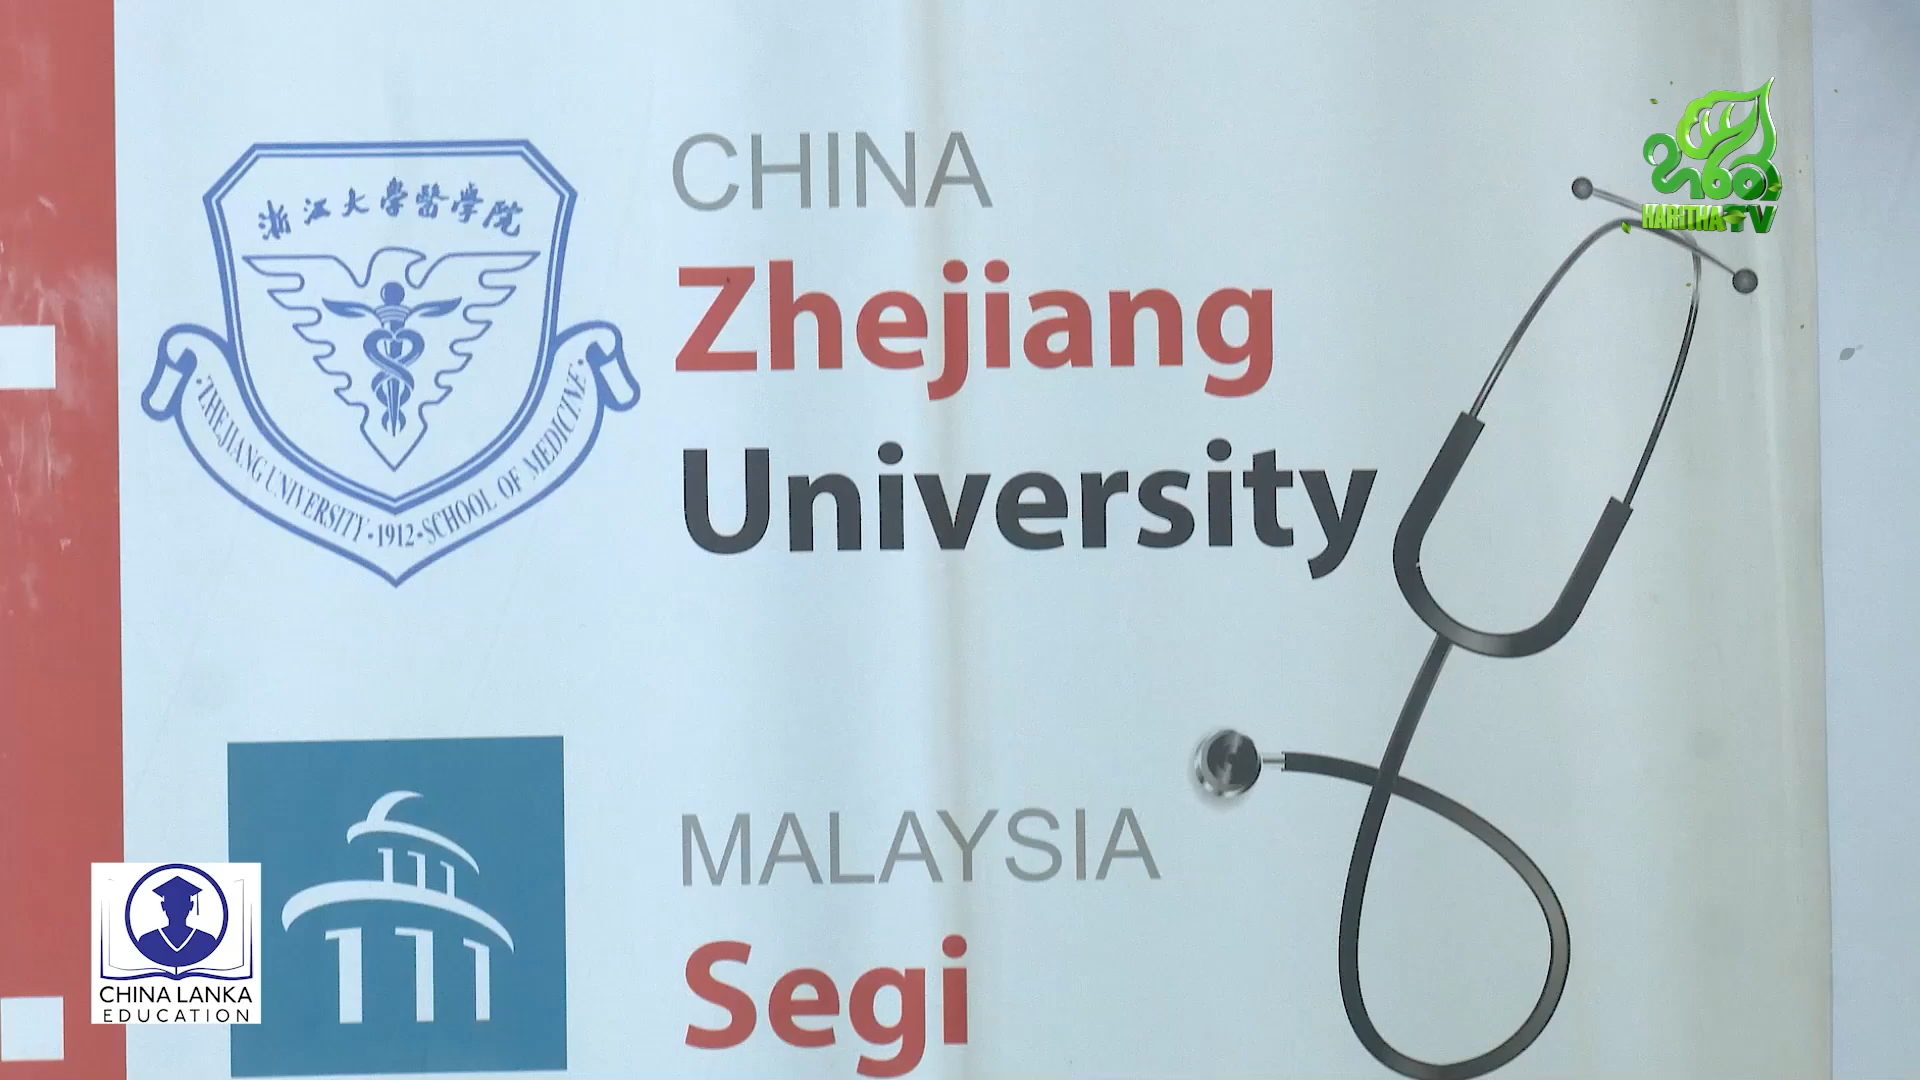 浙江大學醫學院
ZHEJIANG UNIVERSITY · 1912 · SCHOOL OF MEDICINE
CHINA
Zhejiang
University
MALAYSIA
Segi
හරිත
HARITHA TV
CHINA LANKA
EDUCATION